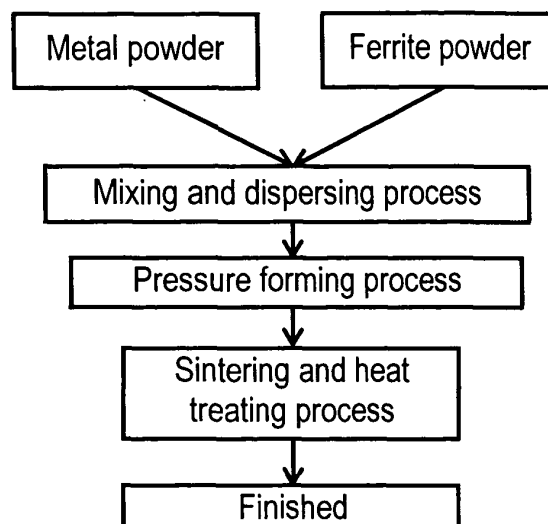 Metal powder
Ferrite powder
Mixing and dispersing process
Pressure forming process
Sintering and heat
treating process
Finished